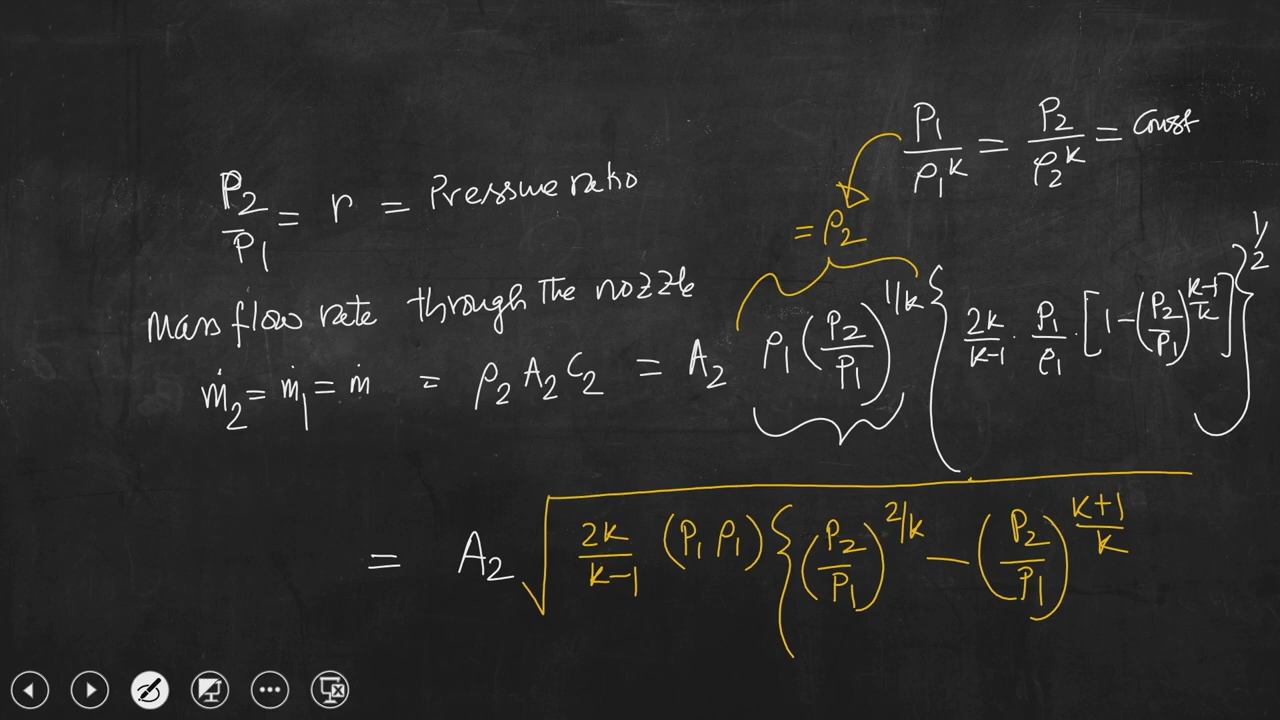 P₁/ρ₁^k = P₂/ρ₂^k = const
P₂/P₁ = r = Pressure ratio
= ρ₂
Mass flow rate through the nozzle
ṁ₂ = ṁ₁ = ṁ = ρ₂ A₂ C₂ = A₂ ρ₁ (P₂/P₁)^(1/k) { 2k/(k-1) · P₁/ρ₁ · [1 - (P₂/P₁)^((k-1)/k)] }^(1/2)
= A₂ √ 2k/(k-1) (P₁ ρ₁) { (P₂/P₁)^(2/k) - (P₂/P₁)^((k+1)/k)